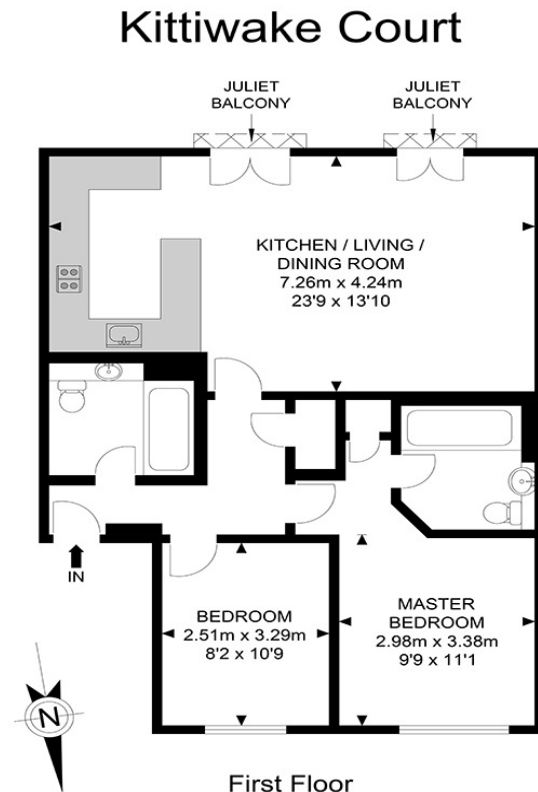 Kittiwake Court
JULIET
BALCONY
JULIET
BALCONY
KITCHEN / LIVING /
DINING ROOM
7.26m x 4.24m
23'9 x 13'10
IN
BEDROOM
2.51m x 3.29m
8'2 x 10'9
MASTER
BEDROOM
2.98m x 3.38m
9'9 x 11'1
N
First Floor